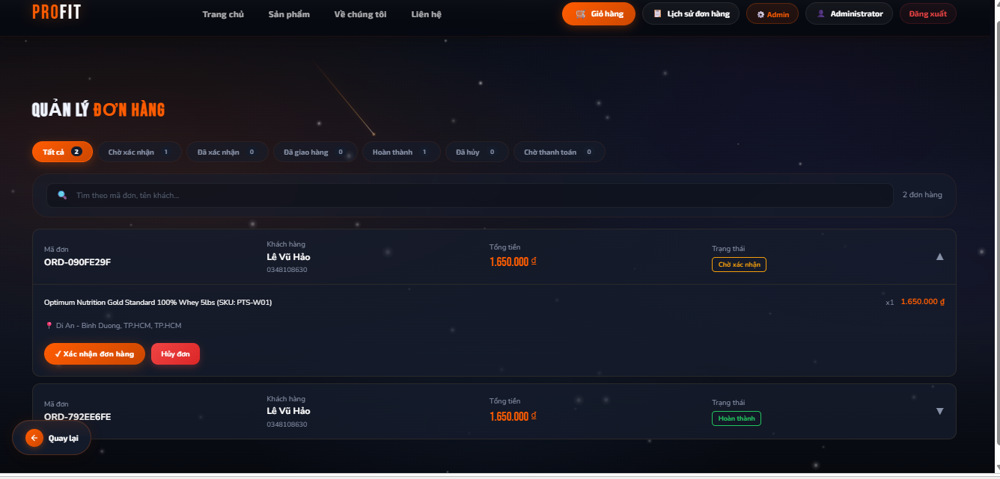 PROFIT
Trang chủ Sản phẩm Về chúng tôi Liên hệ Giỏ hàng Lịch sử đơn hàng Admin Administrator Đăng xuất
QUẢN LÝ ĐƠN HÀNG
Tất cả 2 Chờ xác nhận 1 Đã xác nhận 0 Đã giao hàng 0 Hoàn thành 1 Đã hủy 0 Chờ thanh toán 0
Tìm theo mã đơn, tên khách... 2 đơn hàng
Mã đơn
ORD-090FE29F
Khách hàng
Lê Vũ Hảo
0348108630
Tổng tiền
1.650.000 ₫
Trạng thái
Chờ xác nhận
Optimum Nutrition Gold Standard 100% Whey 5lbs (SKU: PTS-W01) x1 1.650.000 ₫
Di An - Binh Duong, TP.HCM, TP.HCM
✓ Xác nhận đơn hàng Hủy đơn
Mã đơn
ORD-792EE6FE
Khách hàng
Lê Vũ Hảo
0348108630
Tổng tiền
1.650.000 ₫
Trạng thái
Hoàn thành
Quay lại